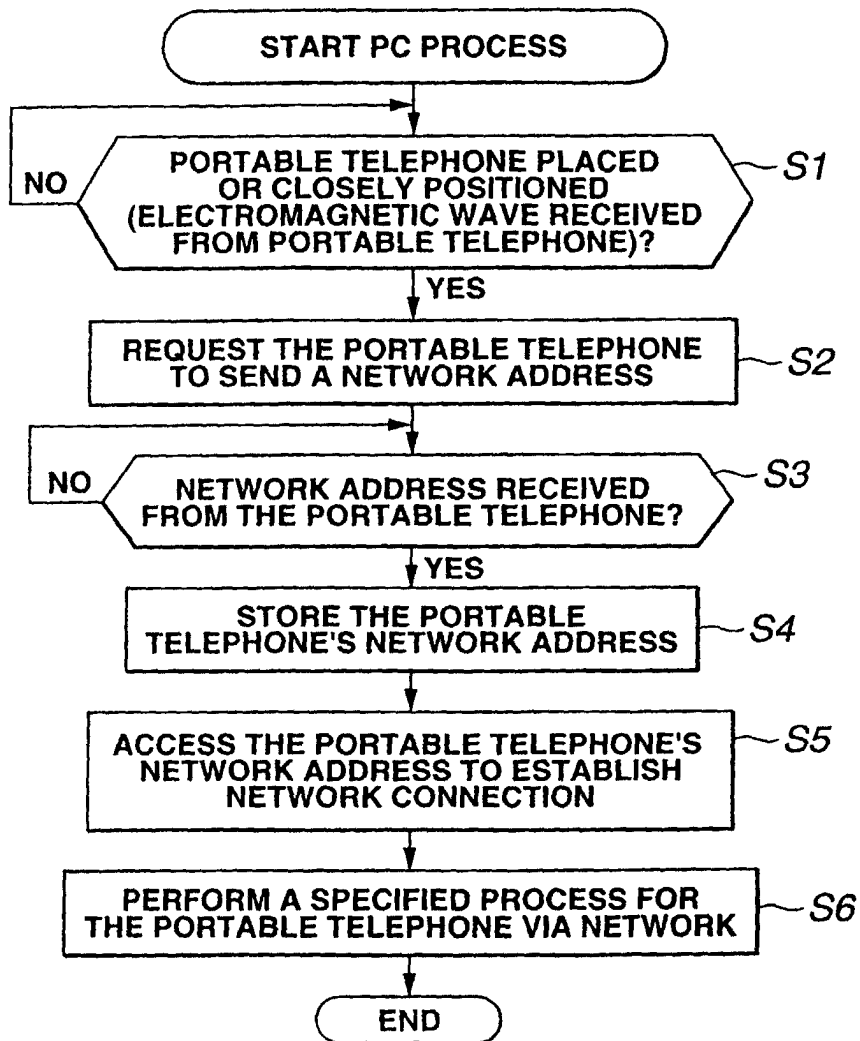 START PC PROCESS
PORTABLE TELEPHONE PLACED
OR CLOSELY POSITIONED
(ELECTROMAGNETIC WAVE RECEIVED
FROM PORTABLE TELEPHONE)?
S1
NO
YES
REQUEST THE PORTABLE TELEPHONE
TO SEND A NETWORK ADDRESS
S2
NETWORK ADDRESS RECEIVED
FROM THE PORTABLE TELEPHONE?
S3
NO
YES
STORE THE PORTABLE
TELEPHONE'S NETWORK ADDRESS
S4
ACCESS THE PORTABLE TELEPHONE'S
NETWORK ADDRESS TO ESTABLISH
NETWORK CONNECTION
S5
PERFORM A SPECIFIED PROCESS FOR
THE PORTABLE TELEPHONE VIA NETWORK
S6
END